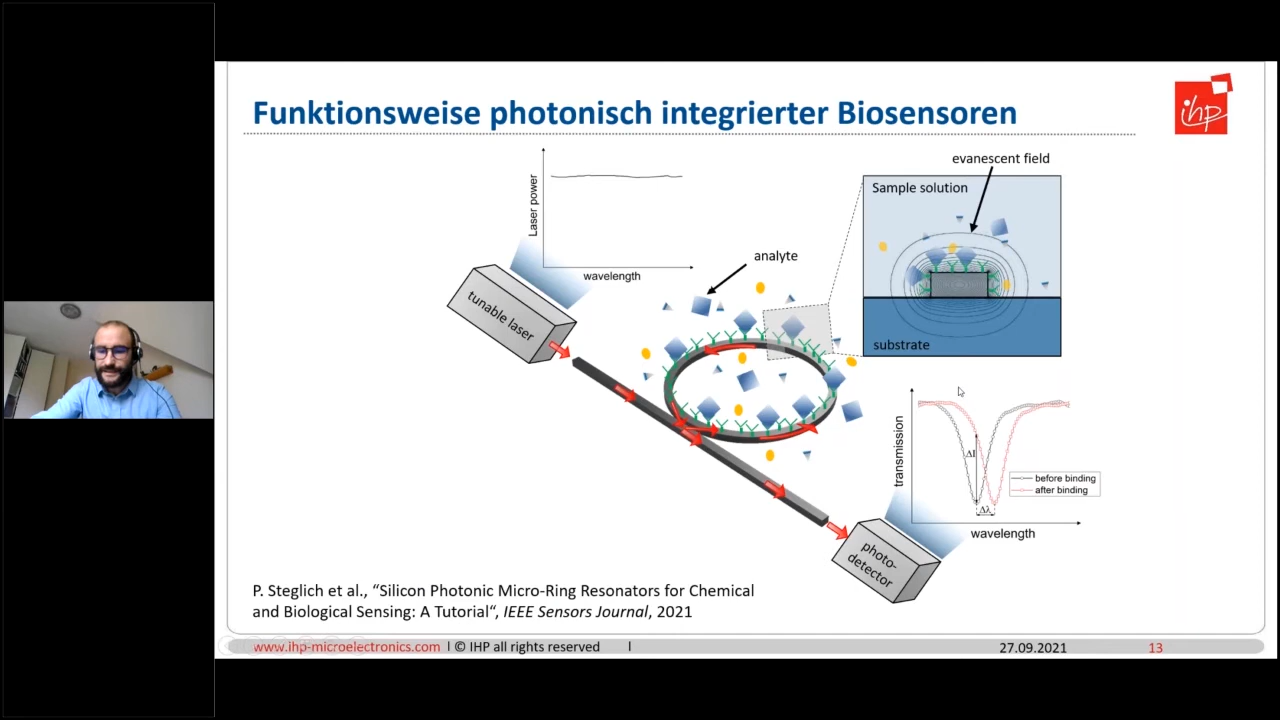 Funktionsweise photonisch integrierter Biosensoren
ihp
evanescent field
Sample solution
Laser power
wavelength
analyte
tunable laser
substrate
transmission
ΔI
before binding
after binding
Δλ
wavelength
photo-
detector
P. Steglich et al., “Silicon Photonic Micro-Ring Resonators for Chemical
and Biological Sensing: A Tutorial“, IEEE Sensors Journal, 2021
www.ihp-microelectronics.com I © IHP all rights reserved I 27.09.2021 13